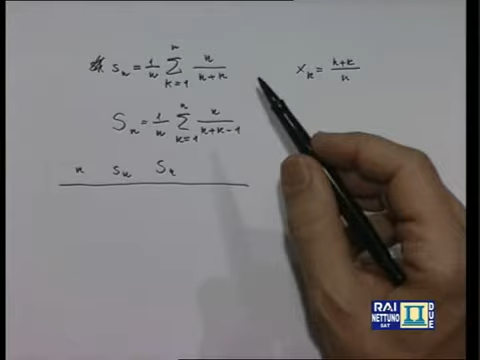 s_n = 1/n Σ_{k=1}^{n} n/(n+k)    x_k = (n+k)/n
S_n = 1/n Σ_{k=1}^{n} n/(n+k-1)
n s_n S_n
RAI
NETTUNO
SAT
DUE